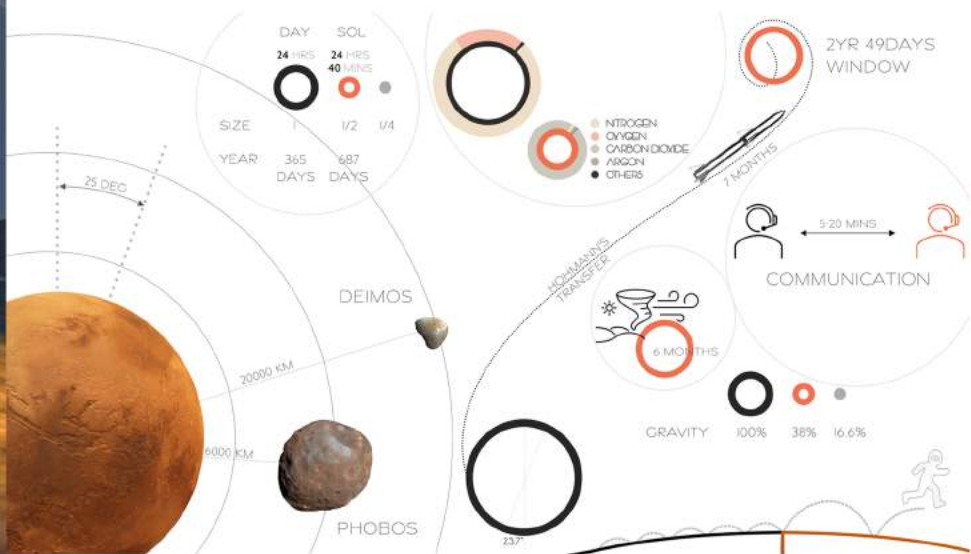 DAY SOL
24 HRS 24 HRS
40 MINS
SIZE 1 1/2 1/4
YEAR 365 687
DAYS DAYS
NITROGEN
OXYGEN
CARBON DIOXIDE
ARGON
OTHERS
2YR 49DAYS
WINDOW
7 MONTHS
HOHMANN'S
TRANSFER
5-20 MINS
COMMUNICATION
25 DEG
DEIMOS
20000 KM
6000 KM
PHOBOS
6 MONTHS
GRAVITY 100% 38% 16.6%
23.7°